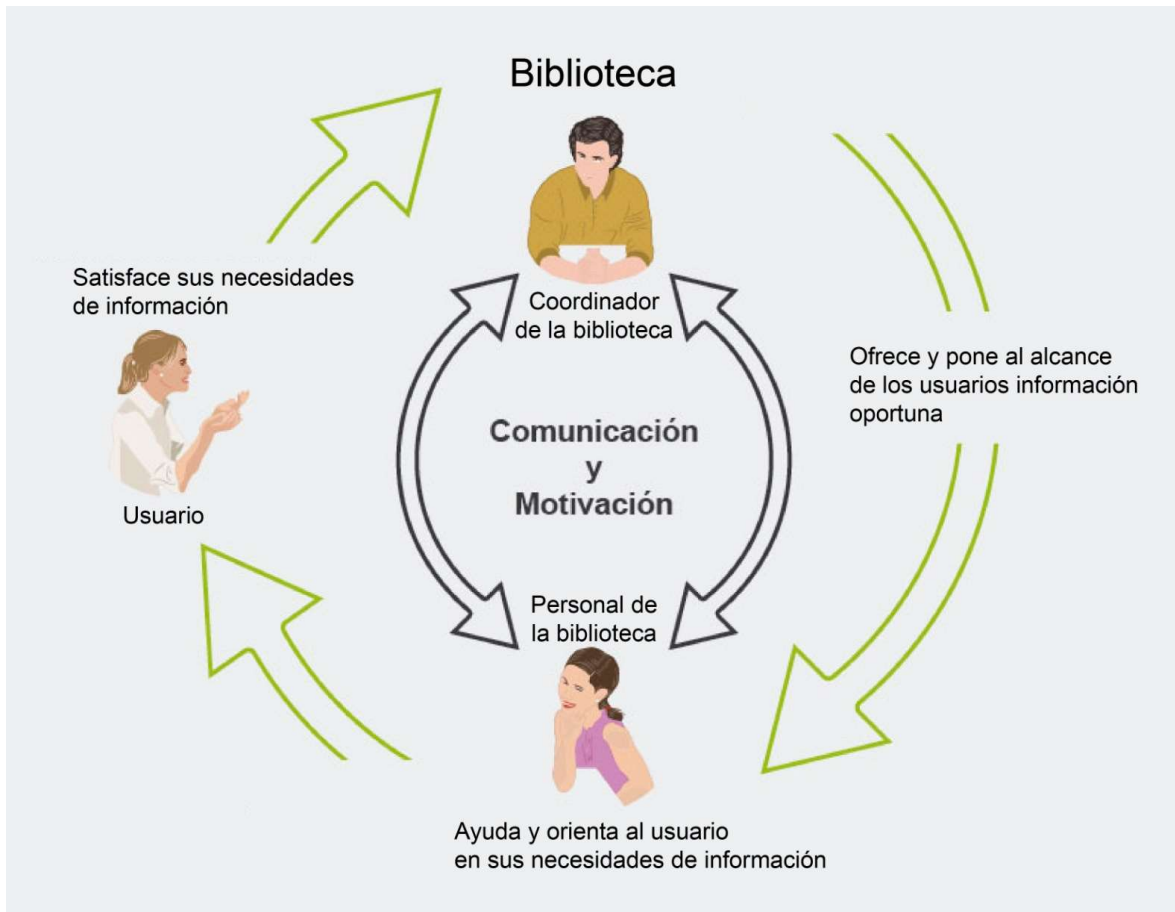 Biblioteca
Coordinador
de la biblioteca
Satisface sus necesidades
de información
Usuario
Comunicación
y
Motivación
Ofrece y pone al alcance
de los usuarios información
oportuna
Personal de
la biblioteca
Ayuda y orienta al usuario
en sus necesidades de información